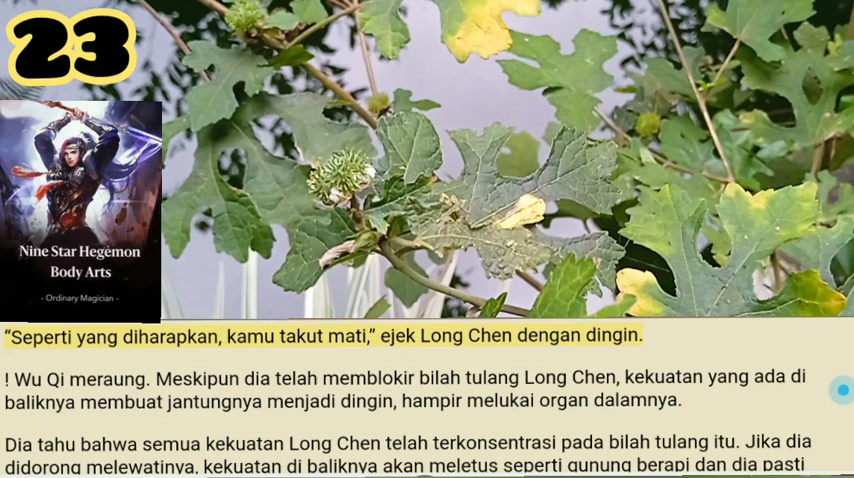 23
Nine Star Hegemon
Body Arts
- Ordinary Magician -
“Seperti yang diharapkan, kamu takut mati,” ejek Long Chen dengan dingin.
! Wu Qi meraung. Meskipun dia telah memblokir bilah tulang Long Chen, kekuatan yang ada di
baliknya membuat jantungnya menjadi dingin, hampir melukai organ dalamnya.
Dia tahu bahwa semua kekuatan Long Chen telah terkonsentrasi pada bilah tulang itu. Jika dia
didorong melewatinya, kekuatan di baliknya akan meletus seperti gunung berapi dan dia pasti